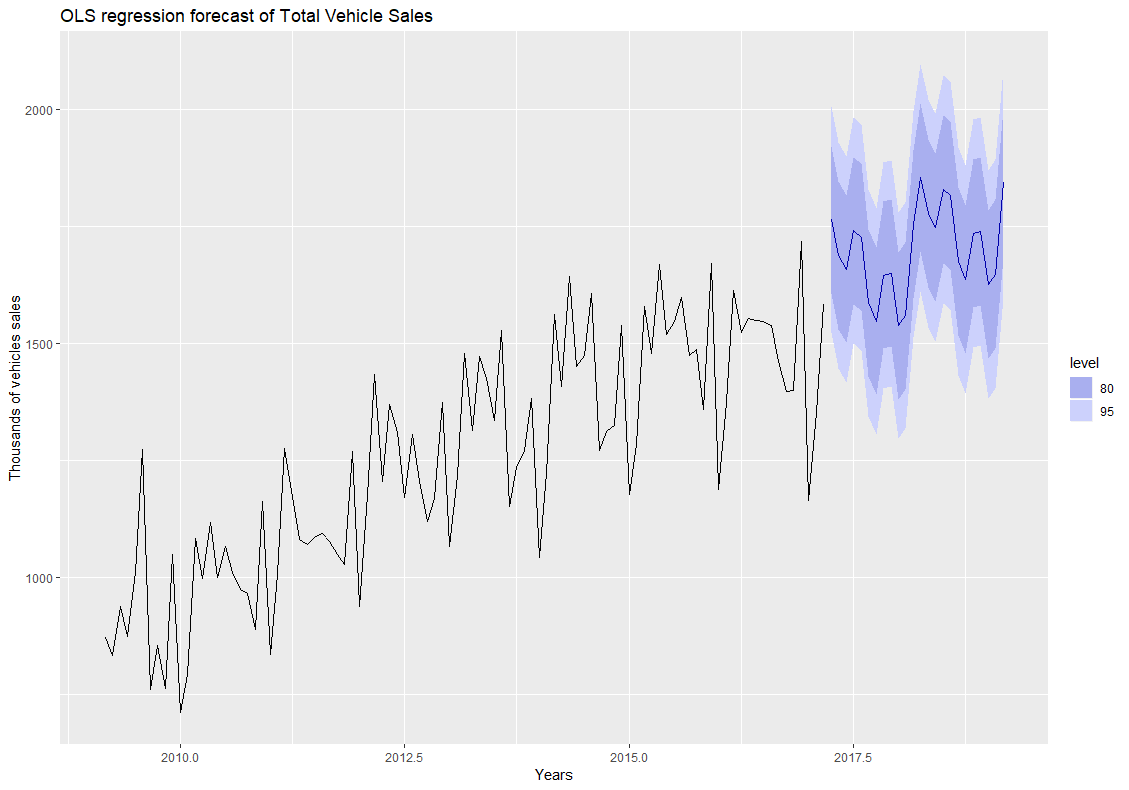 OLS regression forecast of Total Vehicle Sales
2000
1500
1000
Thousands of vehicles sales
2010.0
2012.5
2015.0
2017.5
Years
level
80
95